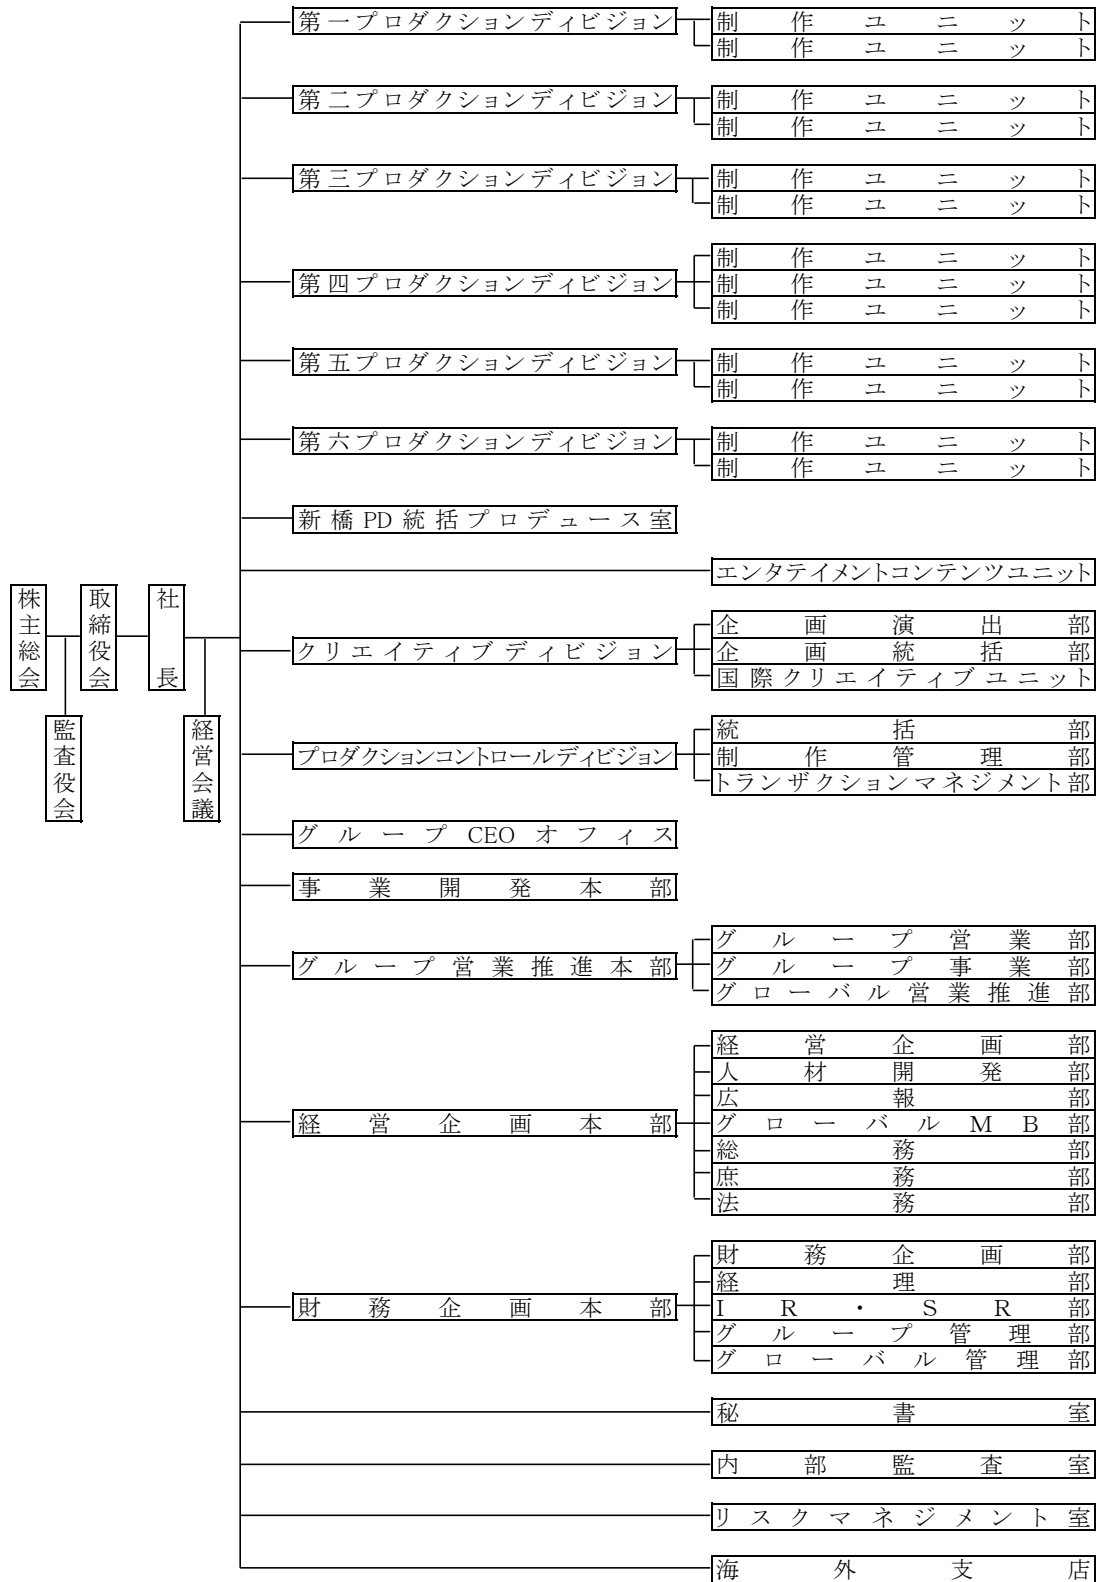 第一プロダクションディビジョン
制作ユニット
制作ユニット
第二プロダクションディビジョン
制作ユニット
制作ユニット
第三プロダクションディビジョン
制作ユニット
制作ユニット
第四プロダクションディビジョン
制作ユニット
制作ユニット
制作ユニット
第五プロダクションディビジョン
制作ユニット
制作ユニット
第六プロダクションディビジョン
制作ユニット
制作ユニット
新橋PD統括プロデュース室
エンタテイメントコンテンツユニット
株主総会
取締役会
社長
監査役会
経営会議
クリエイティブディビジョン
企画演出部
企画統括部
国際クリエイティブユニット
プロダクションコントロールディビジョン
統括部
制作管理部
トランザクションマネジメント部
グループCEOオフィス
事業開発本部
グループ営業推進本部
グループ営業部
グループ事業部
グローバル営業推進部
経営企画本部
経営企画部
人材開発部
広報部
グローバルMB部
総務部
庶務部
法務部
財務企画本部
財務企画部
経理部
IR・SR部
グループ管理部
グローバル管理部
秘書室
内部監査室
リスクマネジメント室
海外支店